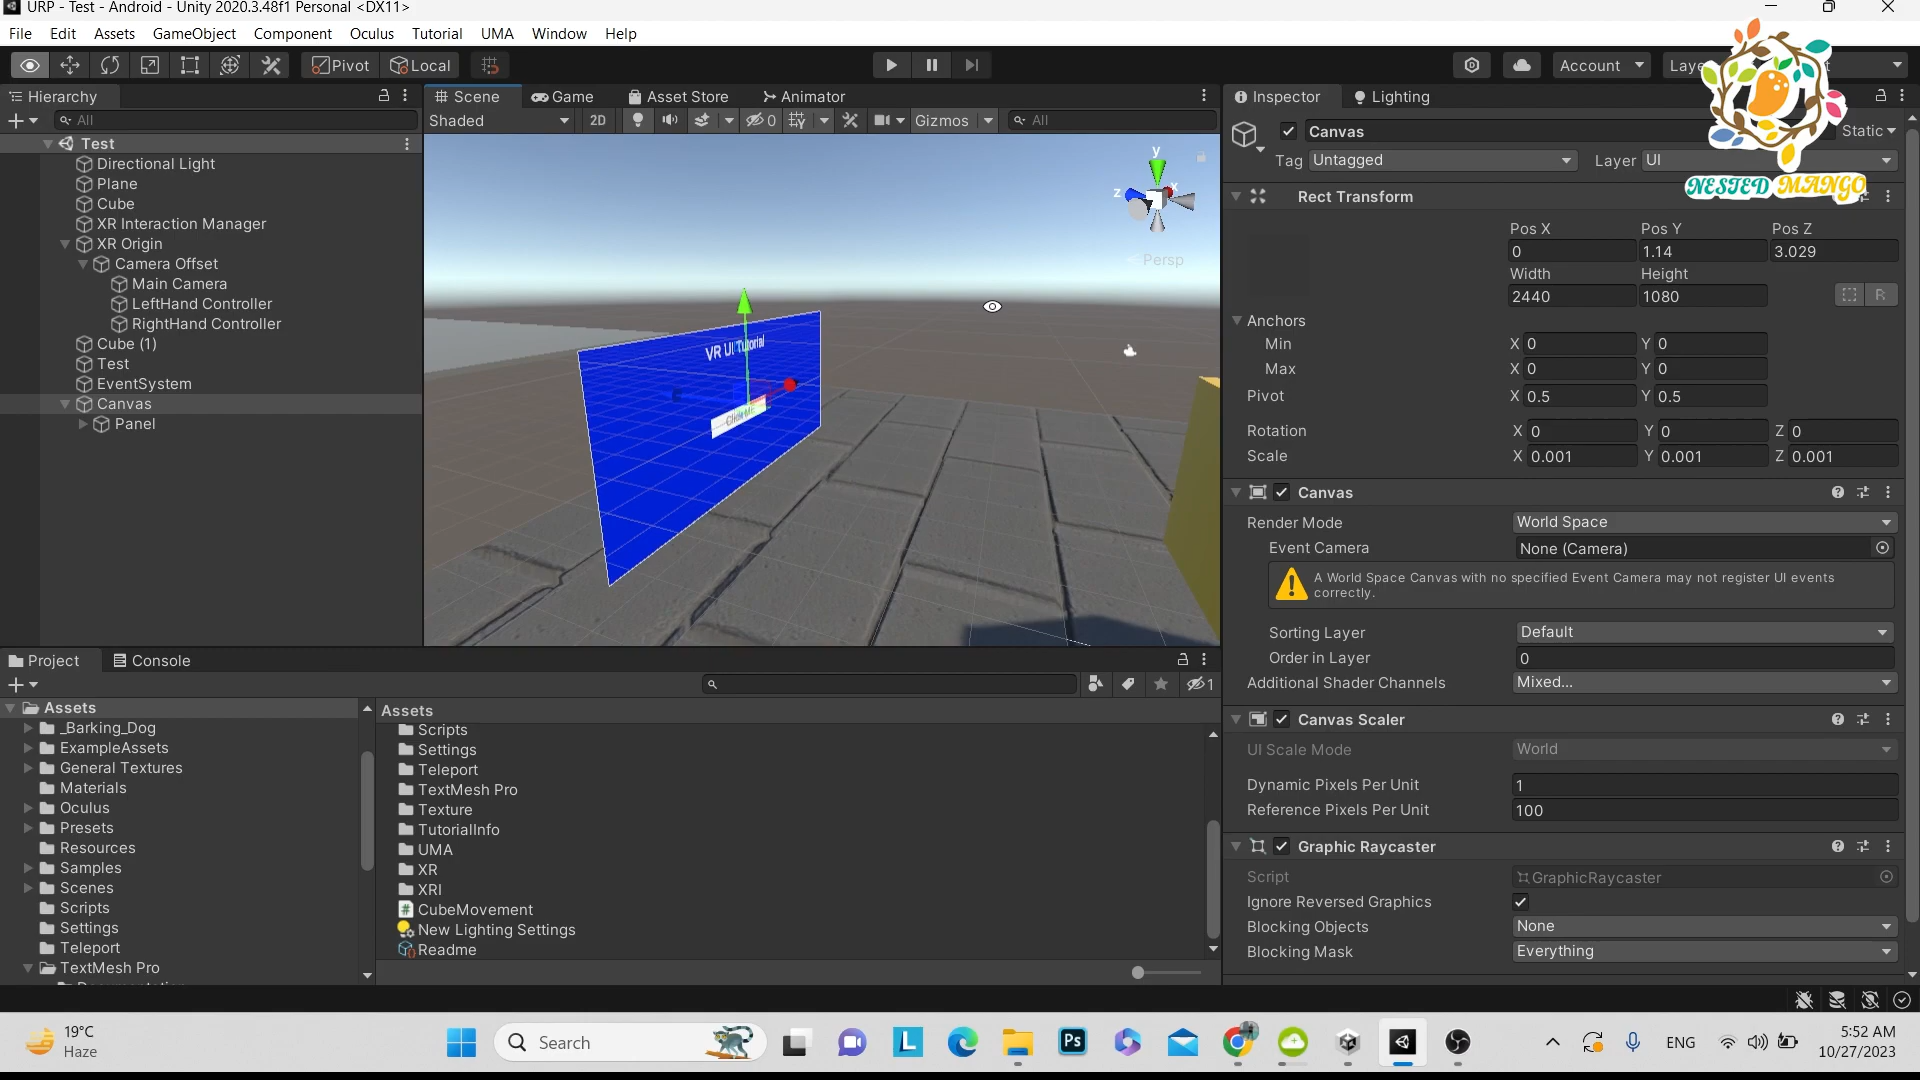 URP - Test - Android - Unity 2020.3.48f1 Personal <DX11>
File Edit Assets GameObject Component Oculus Tutorial UMA Window Help
Pivot Local Account
Hierarchy
All
Test
Directional Light
Plane
Cube
XR Interaction Manager
XR Origin
Camera Offset
Main Camera
LeftHand Controller
RightHand Controller
Cube (1)
Test
EventSystem
Canvas
Panel
Scene Game Asset Store Animator
Shaded 2D 0 Gizmos All
y
z x
Persp
VR UI Tutorial
Inspector Lighting
Canvas Static
Tag Untagged Layer UI
NESTED MANGO
Rect Transform
Pos X Pos Y Pos Z
0 1.14 3.029
Width Height
2440 1080 R
Anchors
Min X 0 Y 0
Max X 0 Y 0
Pivot X 0.5 Y 0.5
Rotation X 0 Y 0 Z 0
Scale X 0.001 Y 0.001 Z 0.001
Canvas
Render Mode World Space
Event Camera None (Camera)
A World Space Canvas with no specified Event Camera may not register UI events
correctly.
Sorting Layer Default
Order in Layer 0
Additional Shader Channels Mixed...
Canvas Scaler
UI Scale Mode World
Dynamic Pixels Per Unit 1
Reference Pixels Per Unit 100
Graphic Raycaster
Script GraphicRaycaster
Ignore Reversed Graphics
Blocking Objects None
Blocking Mask Everything
Project Console
1
Assets
_Barking_Dog
ExampleAssets
General Textures
Materials
Oculus
Presets
Resources
Samples
Scenes
Scripts
Settings
Teleport
TextMesh Pro
Assets
Scripts
Settings
Teleport
TextMesh Pro
Texture
TutorialInfo
UMA
XR
XRI
CubeMovement
New Lighting Settings
Readme
19°C
Haze
Search
L
Ps
ENG
5:52 AM
10/27/2023